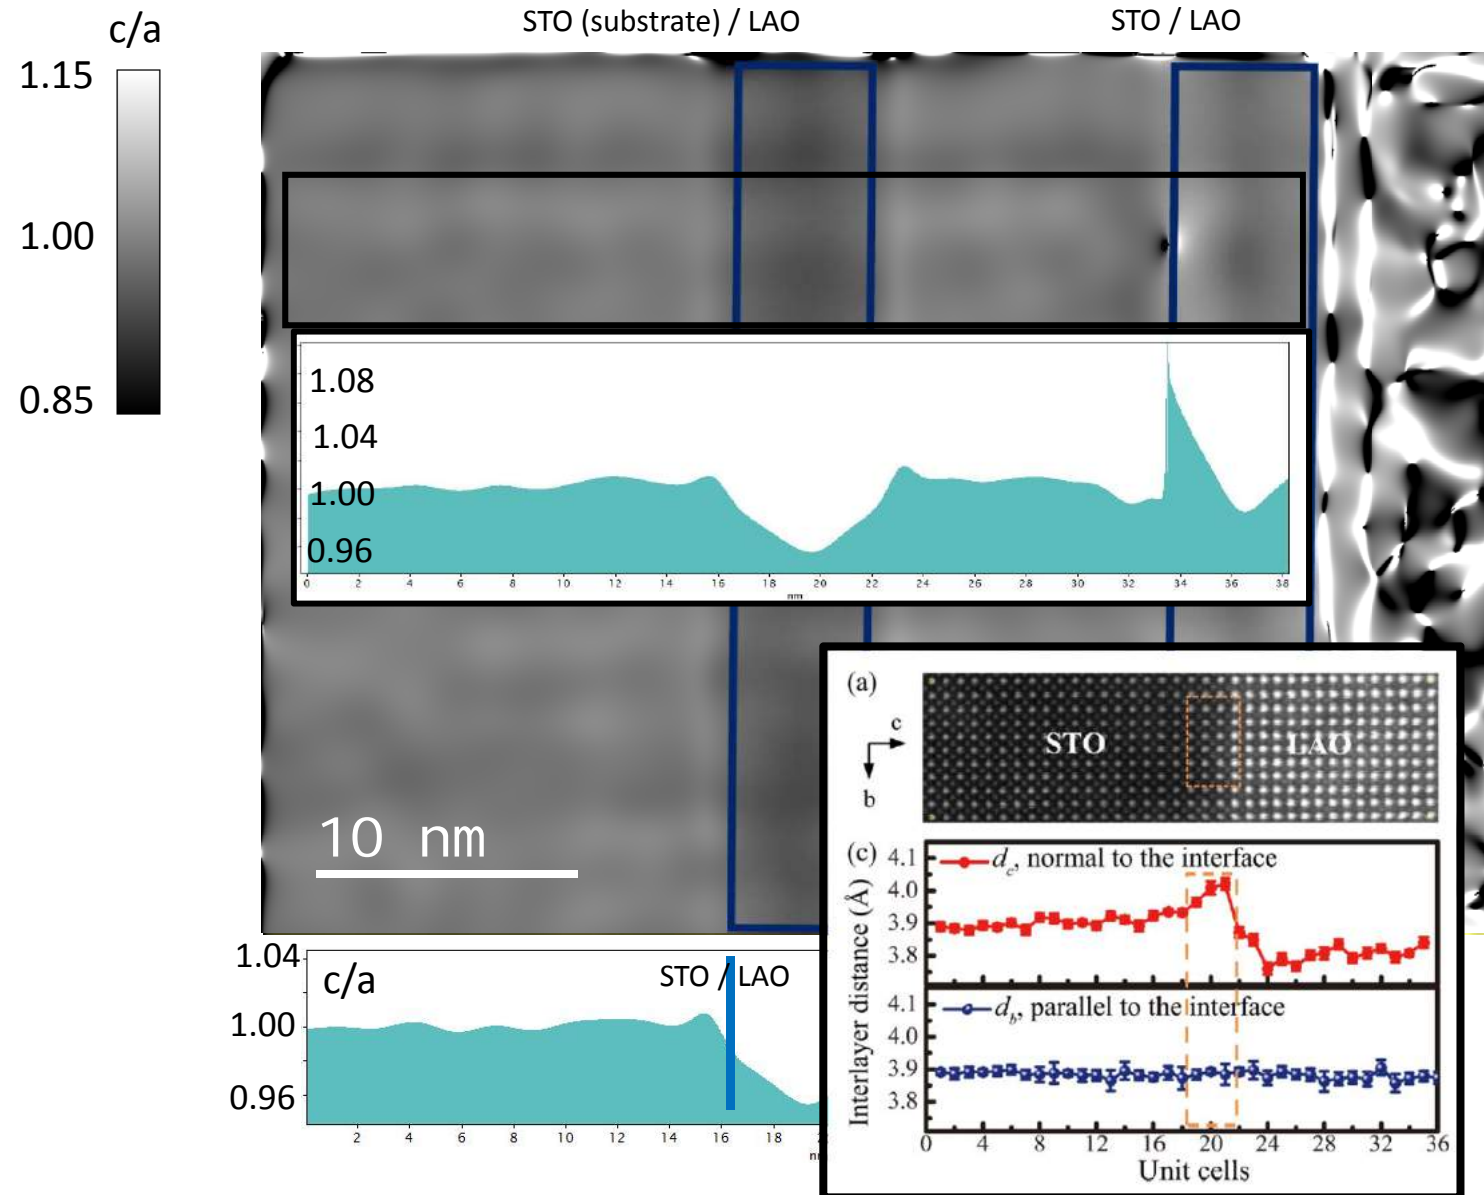 STO (substrate) / LAO
STO / LAO
c/a
1.15
1.00
0.85
1.08
1.04
1.00
0.96
0 2 4 6 8 10 12 14 16 18 20 22 24 26 28 30 32 34 36 38
nm
10 nm
1.04
1.00
0.96
c/a
STO / LAO
2 4 6 8 10 12 14 16 18
(a)
c
b
STO
LAO
(c)
4.1
4.0
3.9
3.8
d_c, normal to the interface
4.1
4.0
3.9
3.8
d_b, parallel to the interface
Interlayer distance (Å)
0 4 8 12 16 20 24 28 32 36
Unit cells